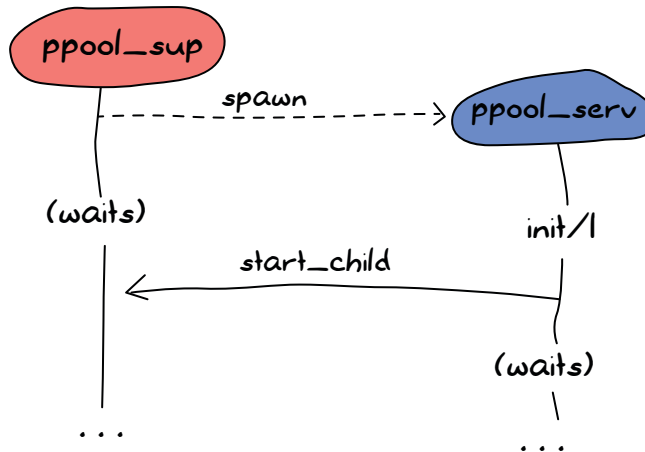 ppool_sup
spawn
ppool_serv
(waits)
init/1
start_child
(waits)
...
...